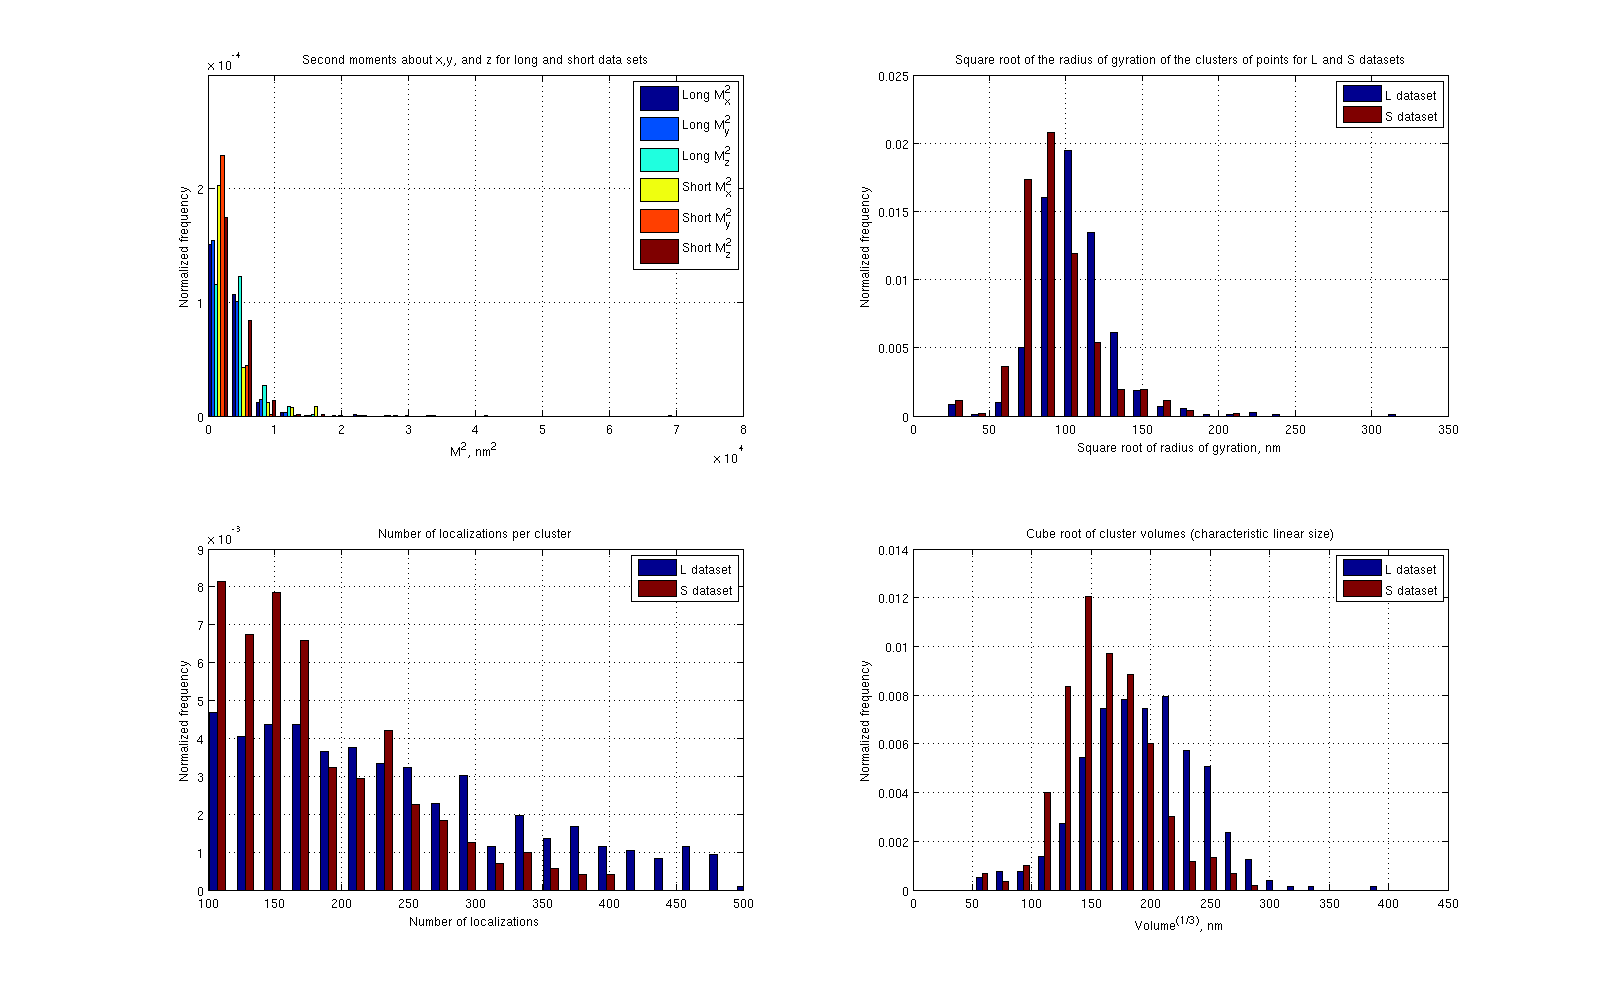 Second moments about x,y, and z for long and short data sets
x 10^-4
Normalized frequency
2
1
0
0 1 2 3 4 5 6 7 8
M^2, nm^2
x 10^4
Long M_x^2
Long M_y^2
Long M_z^2
Short M_x^2
Short M_y^2
Short M_z^2
Square root of the radius of gyration of the clusters of points for L and S datasets
Normalized frequency
0.025
0.02
0.015
0.01
0.005
0
0 50 100 150 200 250 300 350
Square root of radius of gyration, nm
L dataset
S dataset
Number of localizations per cluster
x 10^-3
Normalized frequency
9
8
7
6
5
4
3
2
1
0
100 150 200 250 300 350 400 450 500
Number of localizations
L dataset
S dataset
Cube root of cluster volumes (characteristic linear size)
Normalized frequency
0.014
0.012
0.01
0.008
0.006
0.004
0.002
0
0 50 100 150 200 250 300 350 400 450
Volume^(1/3), nm
L dataset
S dataset